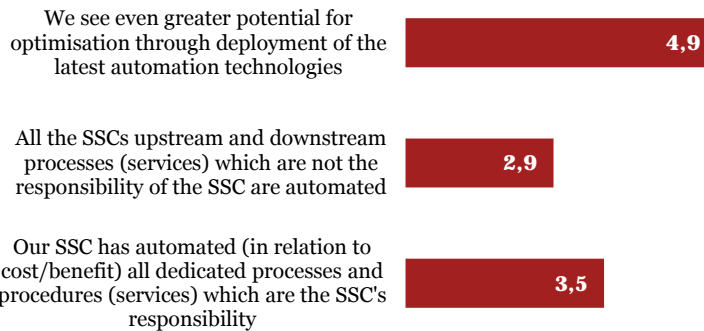 We see even greater potential for
optimisation through deployment of the
latest automation technologies
4,9
All the SSCs upstream and downstream
processes (services) which are not the
responsibility of the SSC are automated
2,9
Our SSC has automated (in relation to
cost/benefit) all dedicated processes and
procedures (services) which are the SSC's
responsibility
3,5